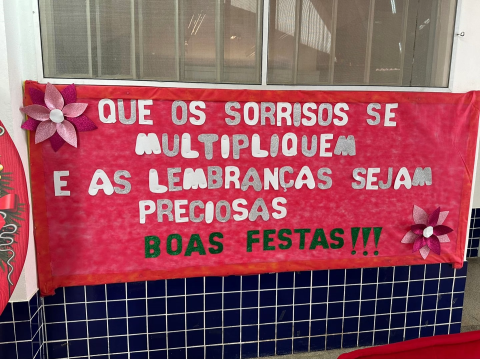 QUE OS SORRISOS SE
MULTIPLIQUEM
E AS LEMBRANÇAS SEJAM
PRECIOSAS
BOAS FESTAS!!!